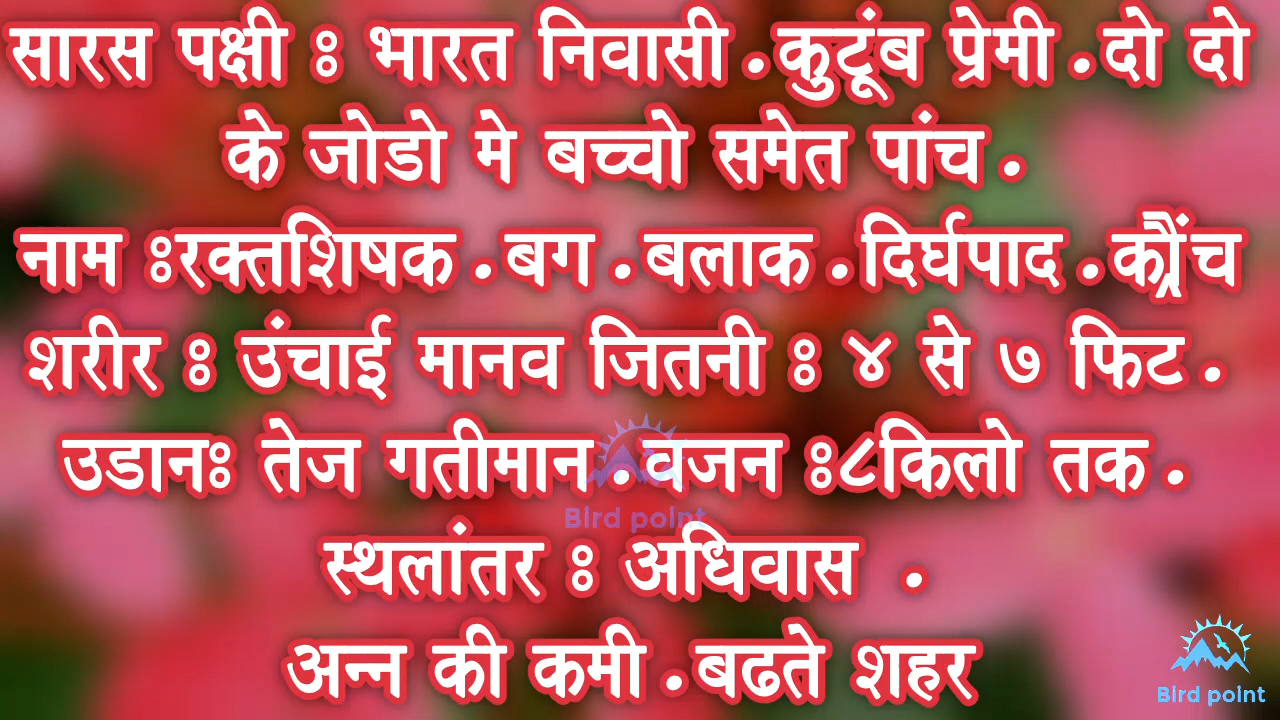 सारस पक्षी : भारत निवासी . कुटूंब प्रेमी . दो दो
के जोडो मे बच्चो समेत पांच .
नाम :रक्तशिषक . बग . बलाक . दिर्घपाद . क्रौंच
शरीर : उंचाई मानव जितनी : ४ से ७ फिट .
उडान: तेज गतीमान . वजन :८किलो तक .
Bird point
स्थलांतर : अधिवास .
अन्न की कमी . बढते शहर
Bird point